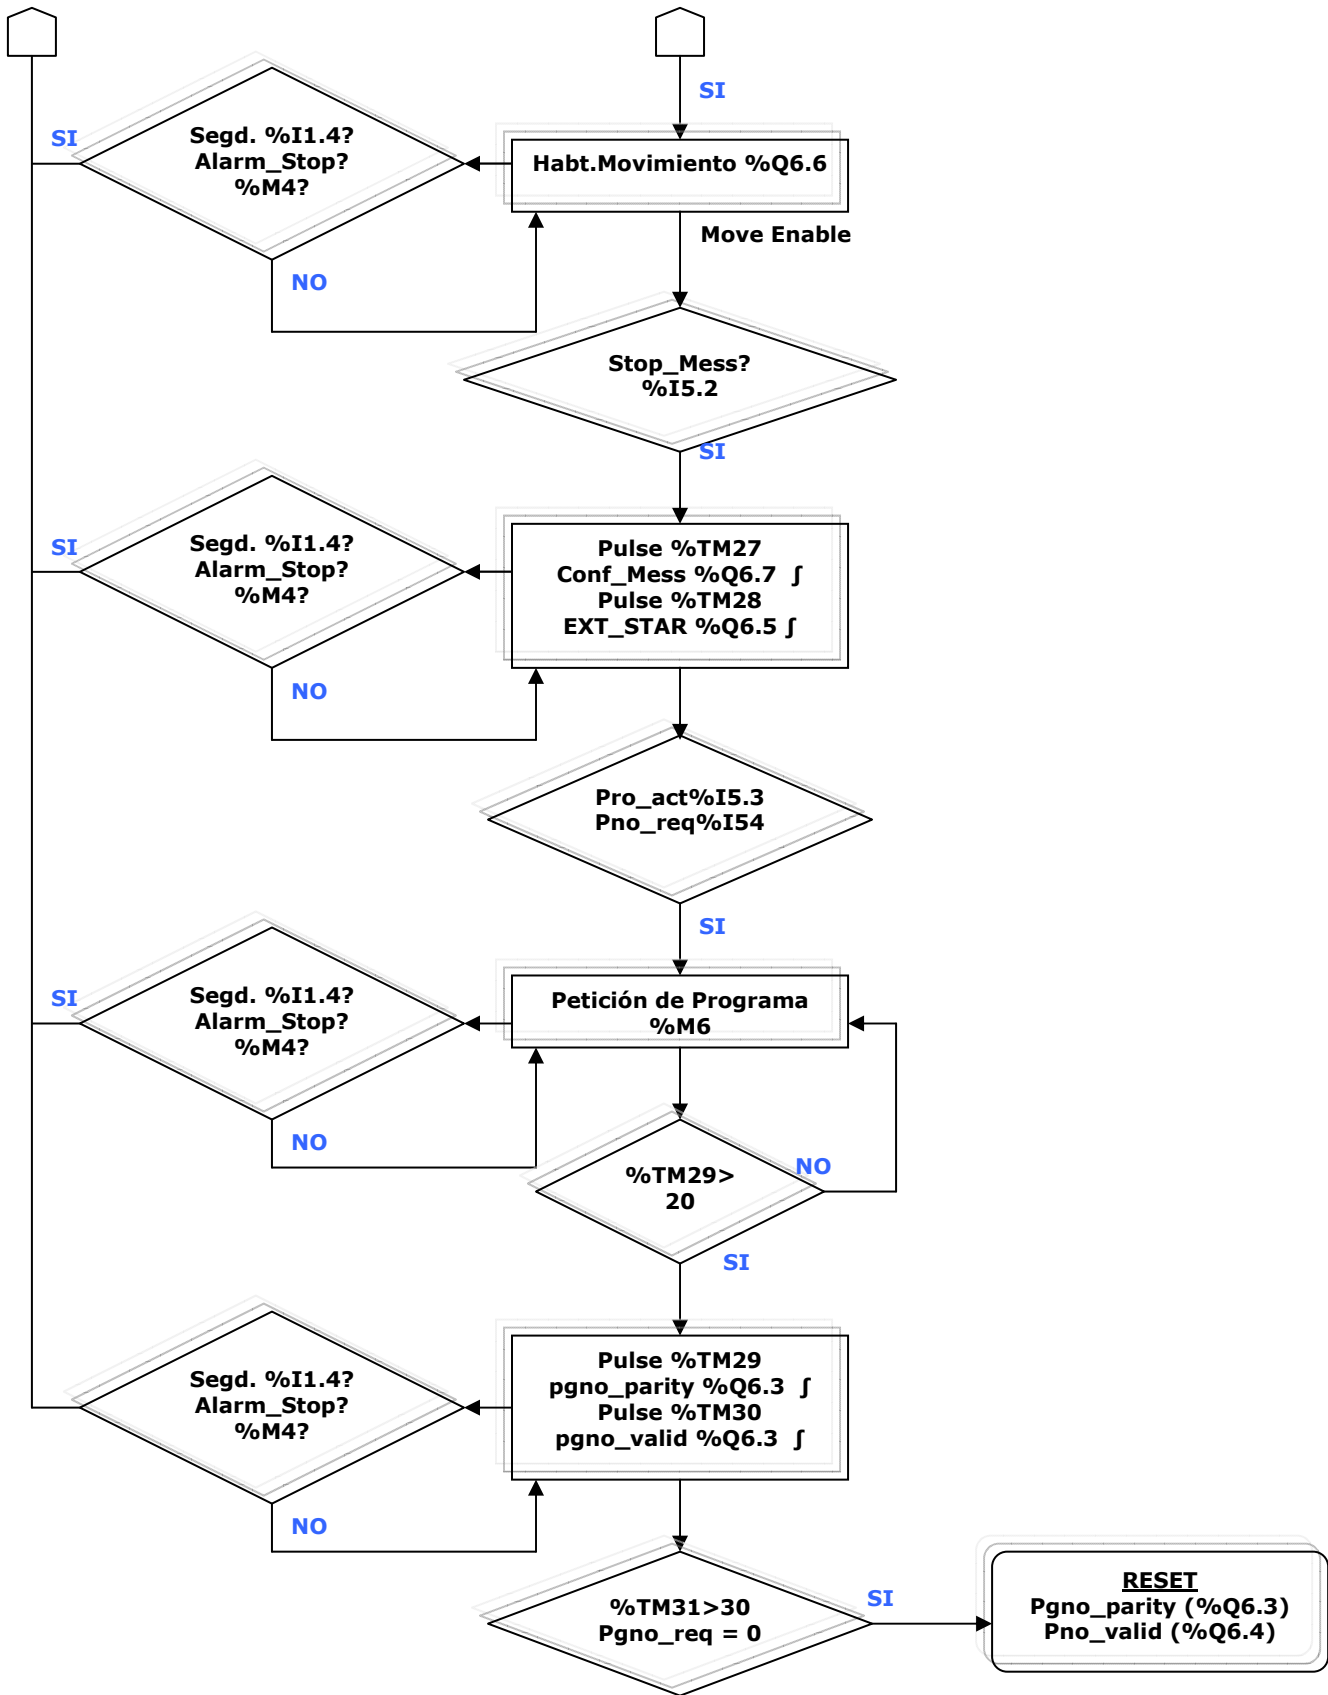 SI
SI
Segd. %I1.4?
Alarm_Stop?
%M4?
Habt.Movimiento %Q6.6
Move Enable
NO
Stop_Mess?
%I5.2
SI
SI
Segd. %I1.4?
Alarm_Stop?
%M4?
Pulse %TM27
Conf_Mess %Q6.7 ∫
Pulse %TM28
EXT_STAR %Q6.5 ∫
NO
Pro_act%I5.3
Pno_req%I54
SI
SI
Segd. %I1.4?
Alarm_Stop?
%M4?
Petición de Programa
%M6
NO
%TM29>
20
NO
SI
Segd. %I1.4?
Alarm_Stop?
%M4?
Pulse %TM29
pgno_parity %Q6.3 ∫
Pulse %TM30
pgno_valid %Q6.3 ∫
NO
%TM31>30
Pgno_req = 0
SI
RESET
Pgno_parity (%Q6.3)
Pno_valid (%Q6.4)